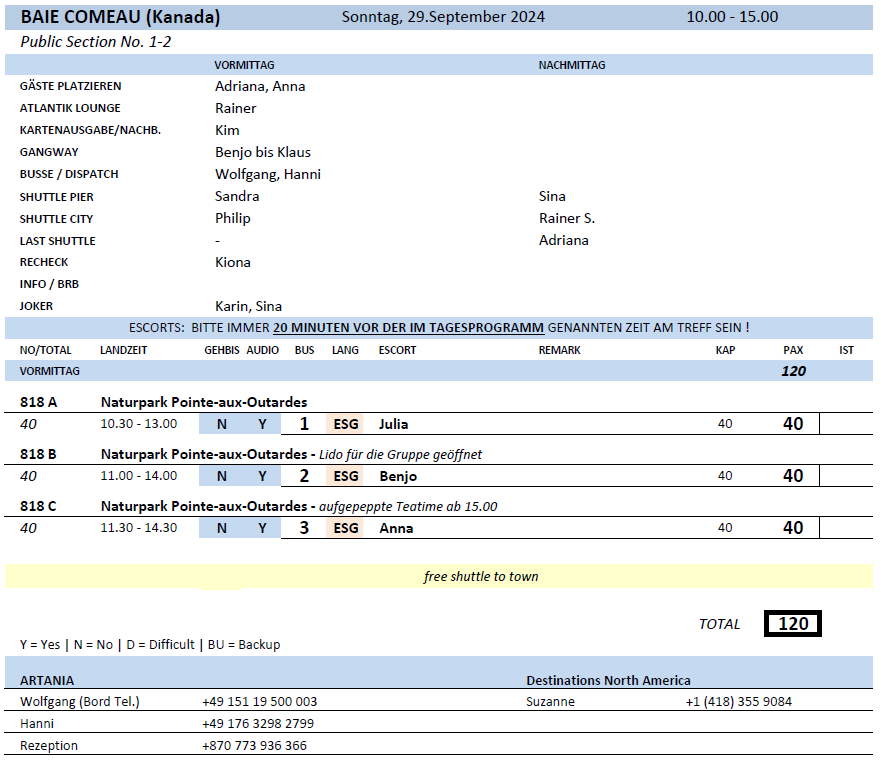 BAIE COMEAU (Kanada) Sonntag, 29.September 2024 10.00 - 15.00
Public Section No. 1-2
VORMITTAG NACHMITTAG
GÄSTE PLATZIEREN Adriana, Anna
ATLANTIK LOUNGE Rainer
KARTENAUSGABE/NACHB. Kim
GANGWAY Benjo bis Klaus
BUSSE / DISPATCH Wolfgang, Hanni
SHUTTLE PIER Sandra Sina
SHUTTLE CITY Philip Rainer S.
LAST SHUTTLE - Adriana
RECHECK Kiona
INFO / BRB
JOKER Karin, Sina
ESCORTS: BITTE IMMER 20 MINUTEN VOR DER IM TAGESPROGRAMM GENANNTEN ZEIT AM TREFF SEIN !
NO/TOTAL LANDZEIT GEHBIS AUDIO BUS LANG ESCORT REMARK KAP PAX IST
VORMITTAG 120
818 A Naturpark Pointe-aux-Outardes
40 10.30 - 13.00 N Y 1 ESG Julia 40 40
818 B Naturpark Pointe-aux-Outardes - Lido für die Gruppe geöffnet
40 11.00 - 14.00 N Y 2 ESG Benjo 40 40
818 C Naturpark Pointe-aux-Outardes - aufgepeppte Teatime ab 15.00
40 11.30 - 14.30 N Y 3 ESG Anna 40 40
free shuttle to town
TOTAL 120
Y = Yes | N = No | D = Difficult | BU = Backup
ARTANIA Destinations North America
Wolfgang (Bord Tel.) +49 151 19 500 003 Suzanne +1 (418) 355 9084
Hanni +49 176 3298 2799
Rezeption +870 773 936 366